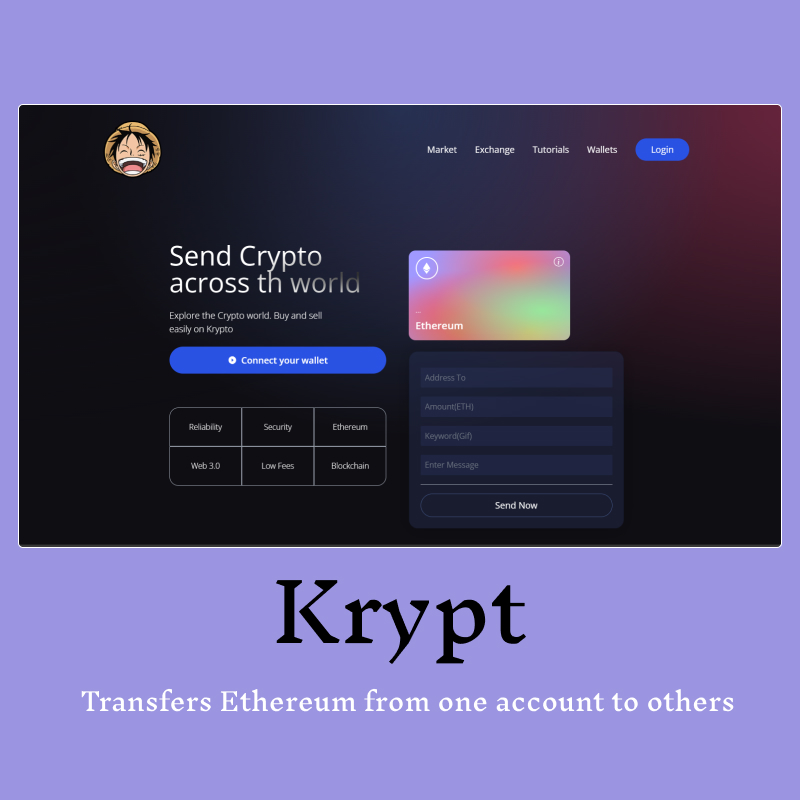 Market Exchange Tutorials Wallets Login
Send Crypto
across th world
Explore the Crypto world. Buy and sell
easily on Krypto
Connect your wallet
Reliability Security Ethereum
Web 3.0 Low Fees Blockchain
...
Ethereum
Address To
Amount(ETH)
Keyword(Gif)
Enter Message
Send Now
Krypt
Transfers Ethereum from one account to others